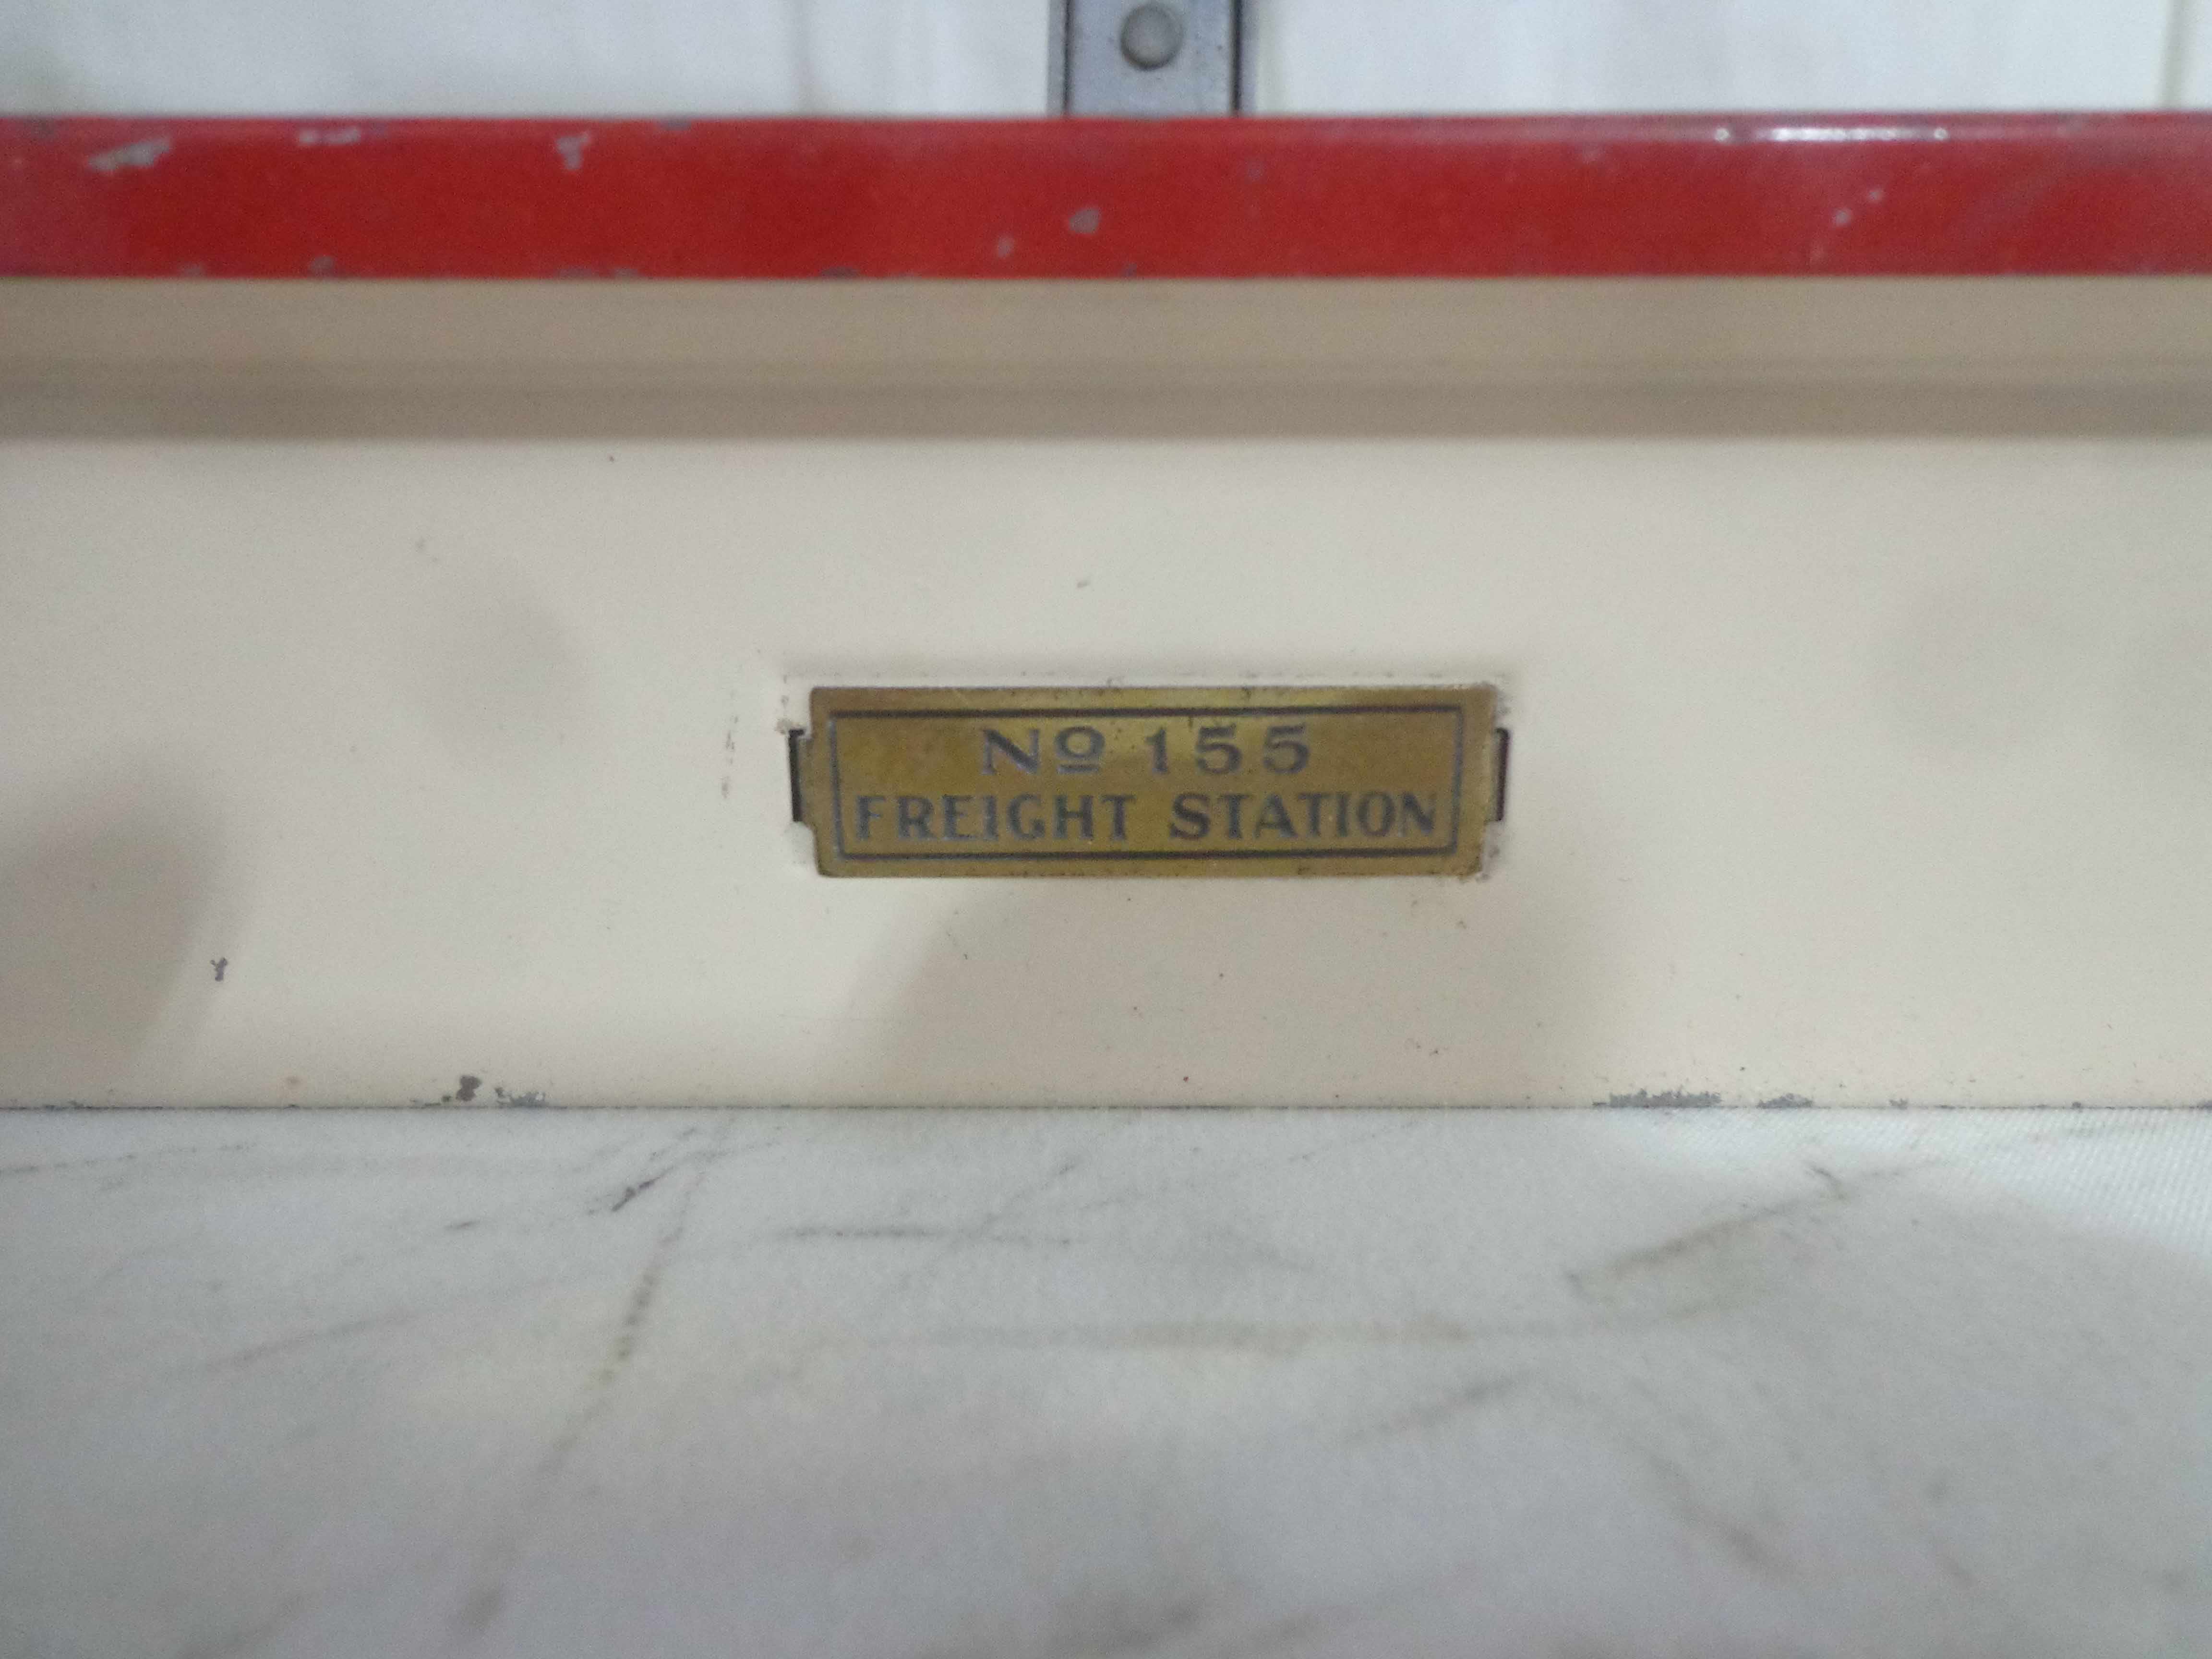 Nº 155
FREIGHT STATION